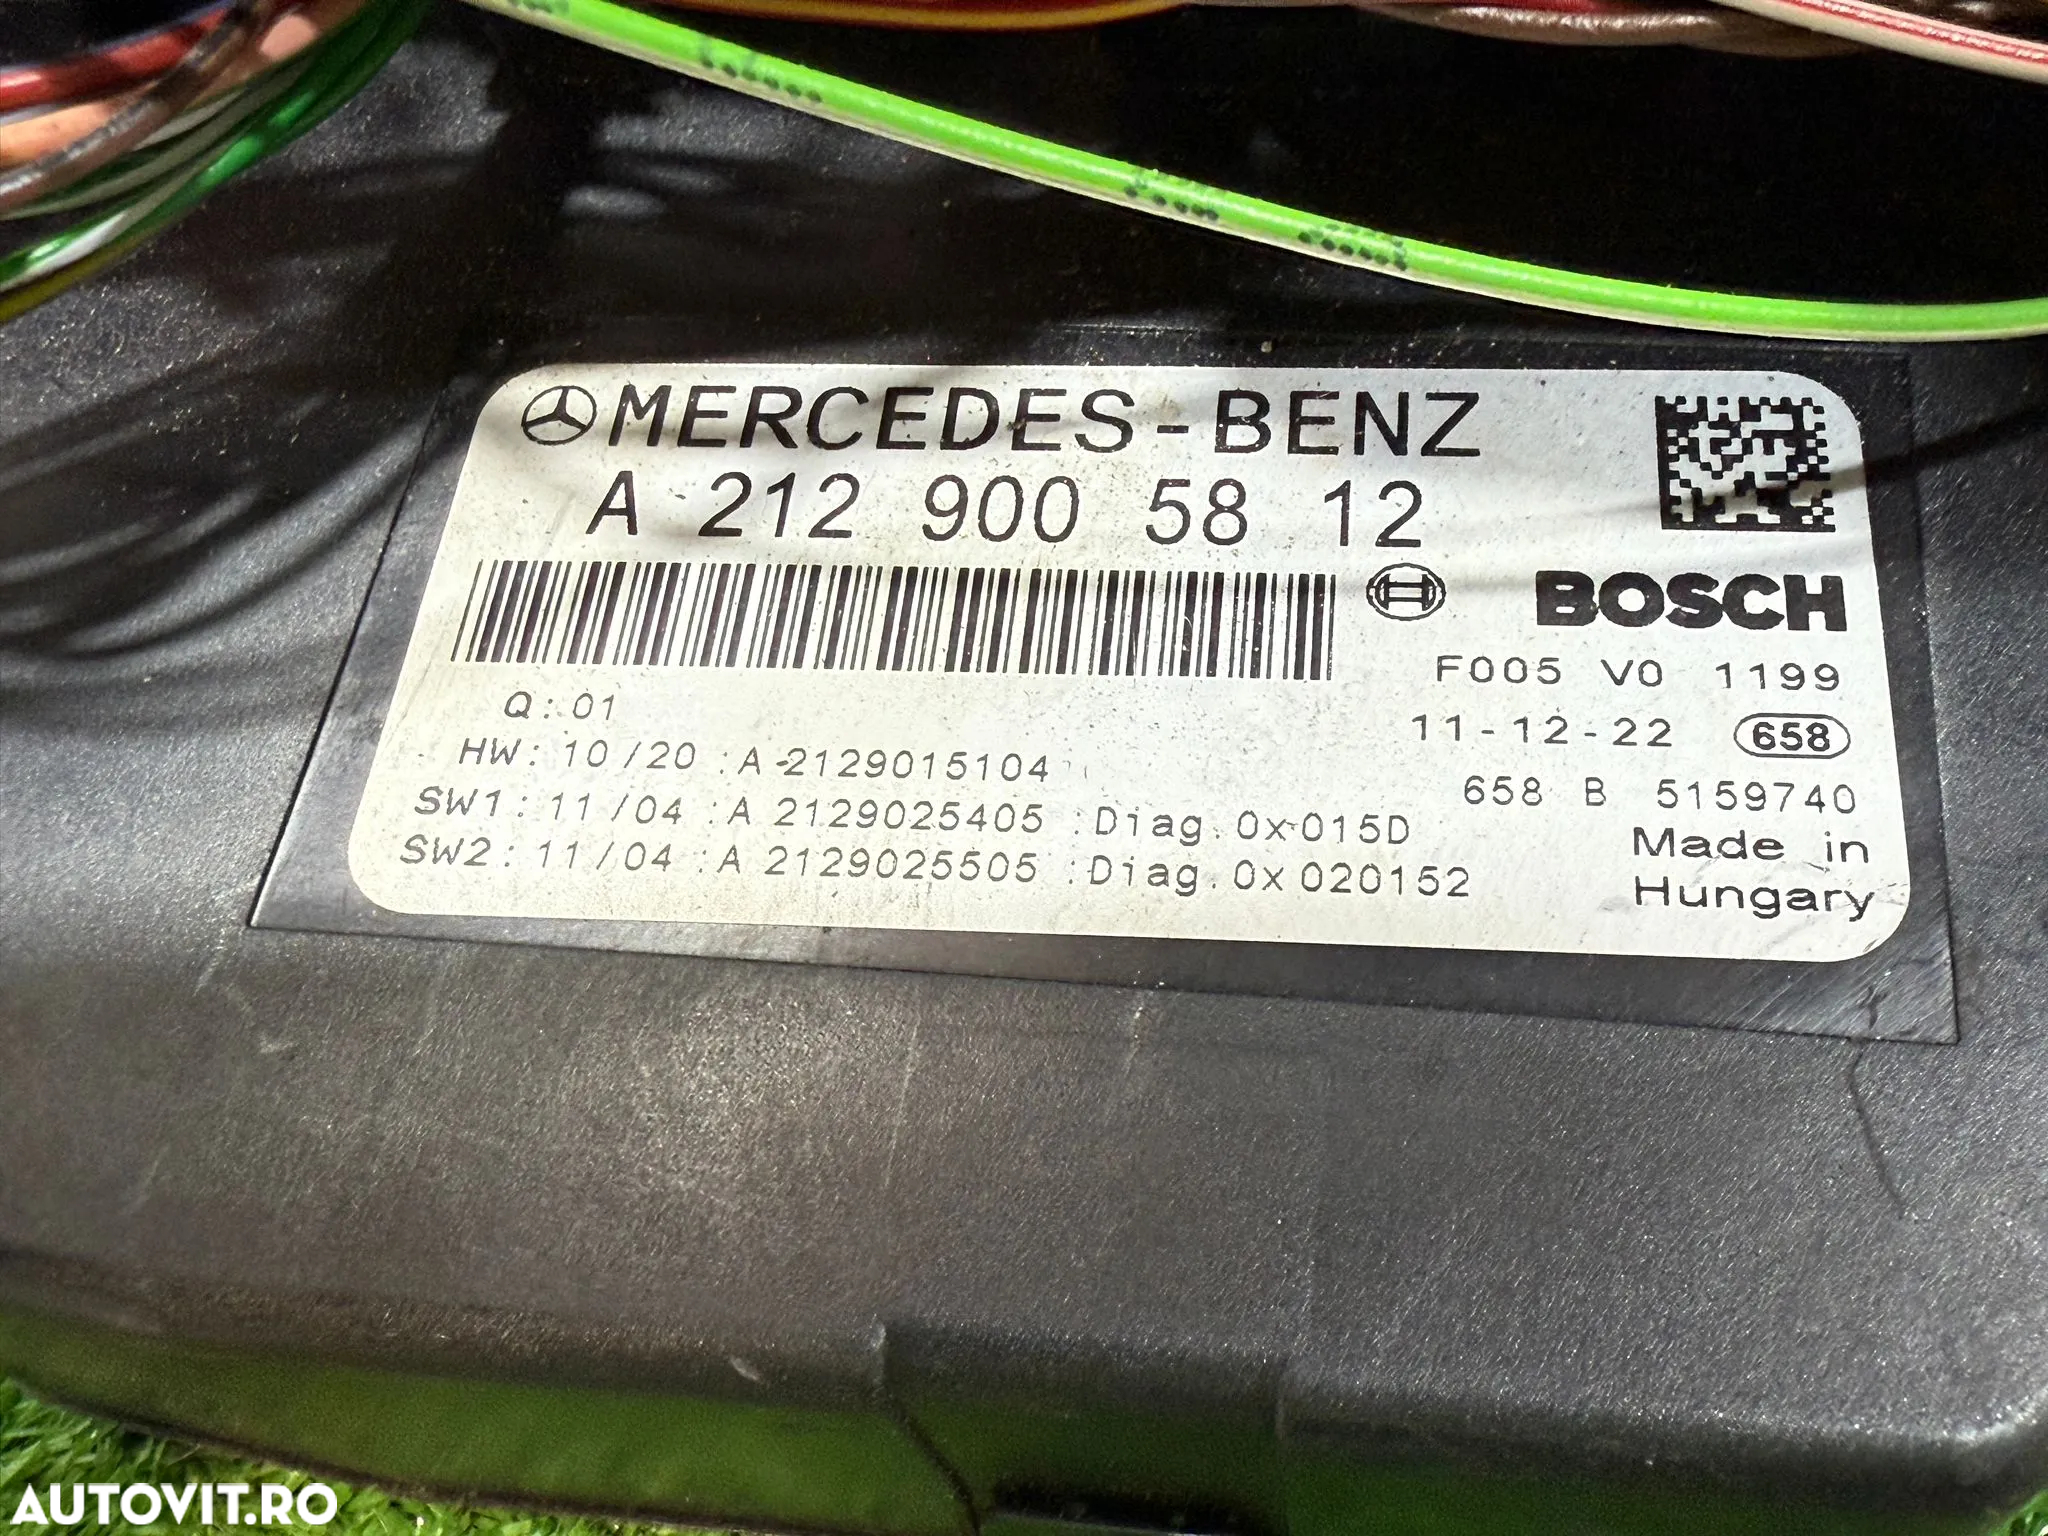 MERCEDES-BENZ
A 212 900 58 12
BOSCH
F005 V0 1199
Q: 01
11-12-22 658
HW: 10/20 :A 2129015104
658 B 5159740
SW1: 11/04 :A 2129025405 :Diag. 0x015D
Made in
SW2: 11/04 :A 2129025505 :Diag. 0x020152
Hungary
AUTOVIT.RO